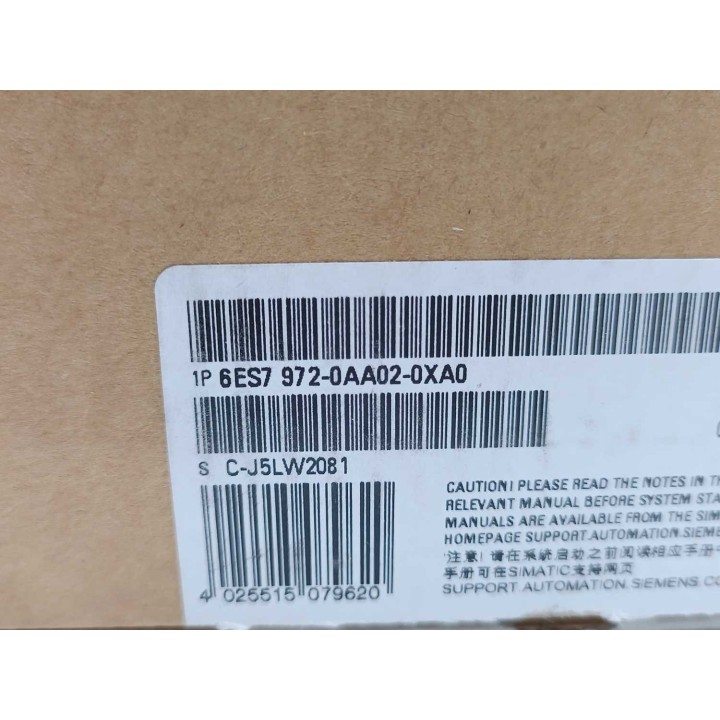 1P 6ES7 972-0AA02-0XA0
S C-J5LW2081
CAUTION! PLEASE READ THE NOTES IN
RELEVANT MANUAL BEFORE SYSTEM
MANUALS ARE AVAILABLE FROM THE
HOMEPAGE SUPPORT.AUTOMATION.SIEME
注意! 请在系统启动之前阅读相应手册
手册可在SIMATIC支持网页
SUPPORT.AUTOMATION.SIEMENS.CO
4 025515 079620